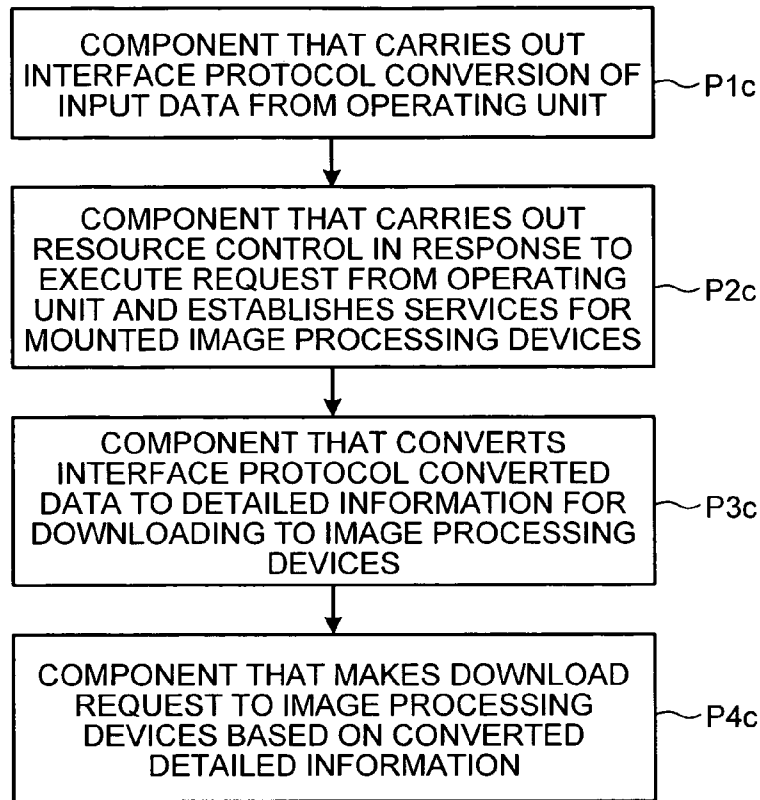 COMPONENT THAT CARRIES OUT
INTERFACE PROTOCOL CONVERSION OF
INPUT DATA FROM OPERATING UNIT
P1c
COMPONENT THAT CARRIES OUT
RESOURCE CONTROL IN RESPONSE TO
EXECUTE REQUEST FROM OPERATING
UNIT AND ESTABLISHES SERVICES FOR
MOUNTED IMAGE PROCESSING DEVICES
P2c
COMPONENT THAT CONVERTS
INTERFACE PROTOCOL CONVERTED
DATA TO DETAILED INFORMATION FOR
DOWNLOADING TO IMAGE PROCESSING
DEVICES
P3c
COMPONENT THAT MAKES DOWNLOAD
REQUEST TO IMAGE PROCESSING
DEVICES BASED ON CONVERTED
DETAILED INFORMATION
P4c